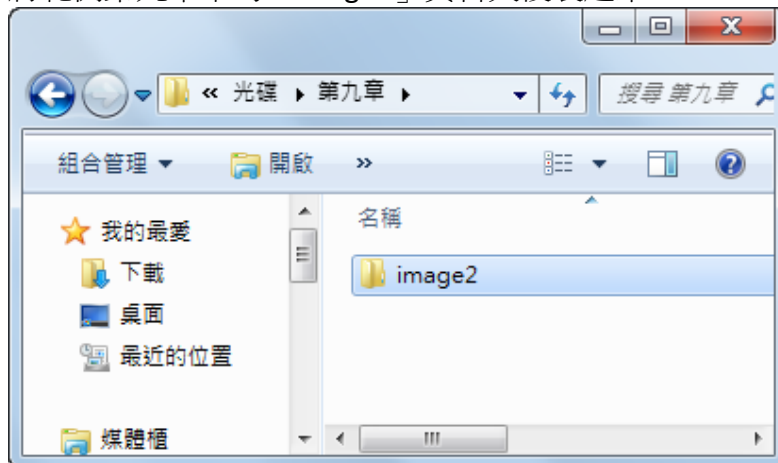 « 光碟 ▸ 第九章 ▸ 搜尋 第九章
組合管理 ▼ 開啟 »
名稱
我的最愛
image2
下載
桌面
最近的位置
媒體櫃